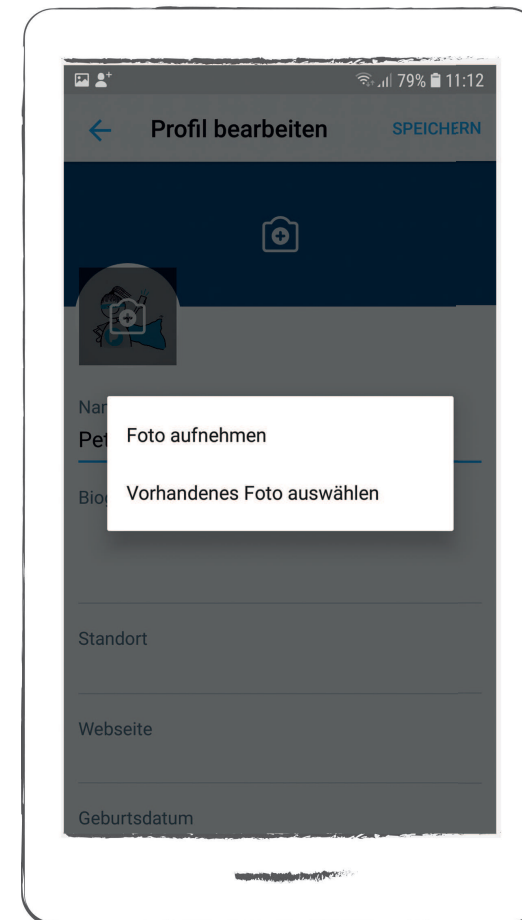 79% 11:12
Profil bearbeiten SPEICHERN
Foto aufnehmen
Vorhandenes Foto auswählen
Standort
Webseite
Geburtsdatum